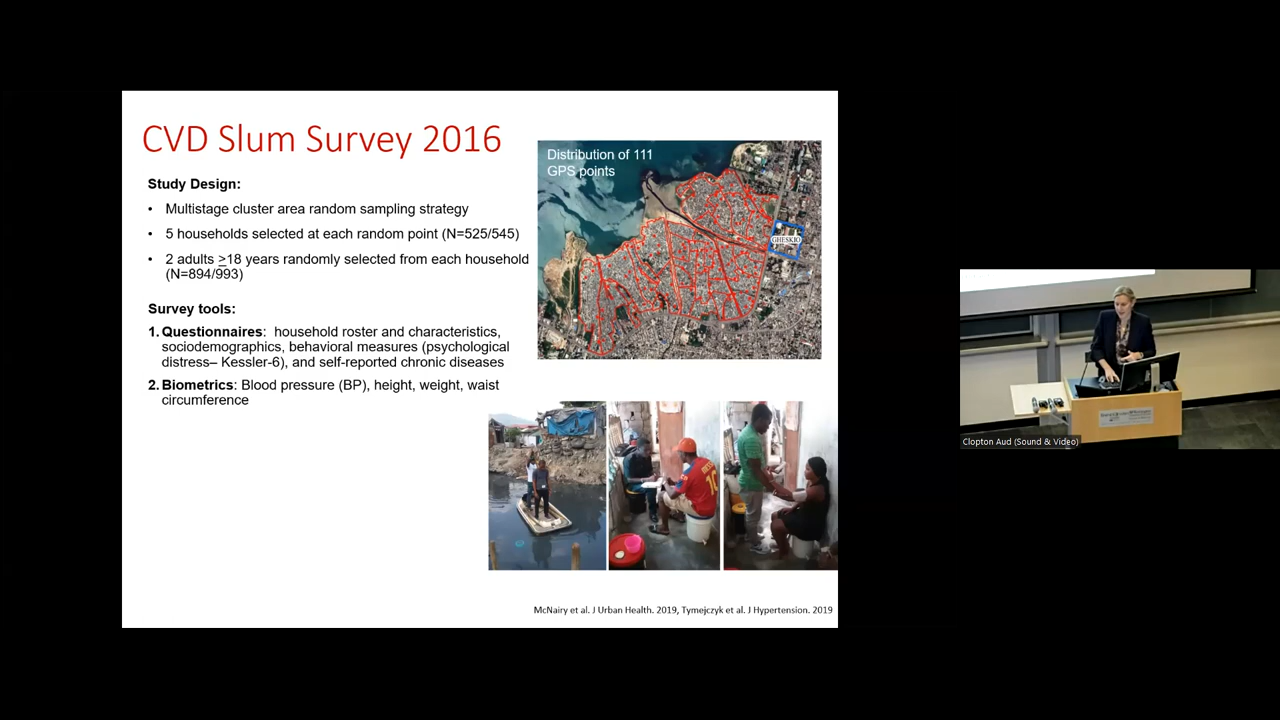 CVD Slum Survey 2016
Study Design:
• Multistage cluster area random sampling strategy
• 5 households selected at each random point (N=525/545)
• 2 adults ≥18 years randomly selected from each household
(N=894/993)
Survey tools:
1. Questionnaires: household roster and characteristics,
sociodemographics, behavioral measures (psychological
distress– Kessler-6), and self-reported chronic diseases
2. Biometrics: Blood pressure (BP), height, weight, waist
circumference
Distribution of 111
GPS points
GHESKIO
10
McNairy et al. J Urban Health. 2019, Tymejczyk et al. J Hypertension. 2019
Clopton Aud (Sound & Video)